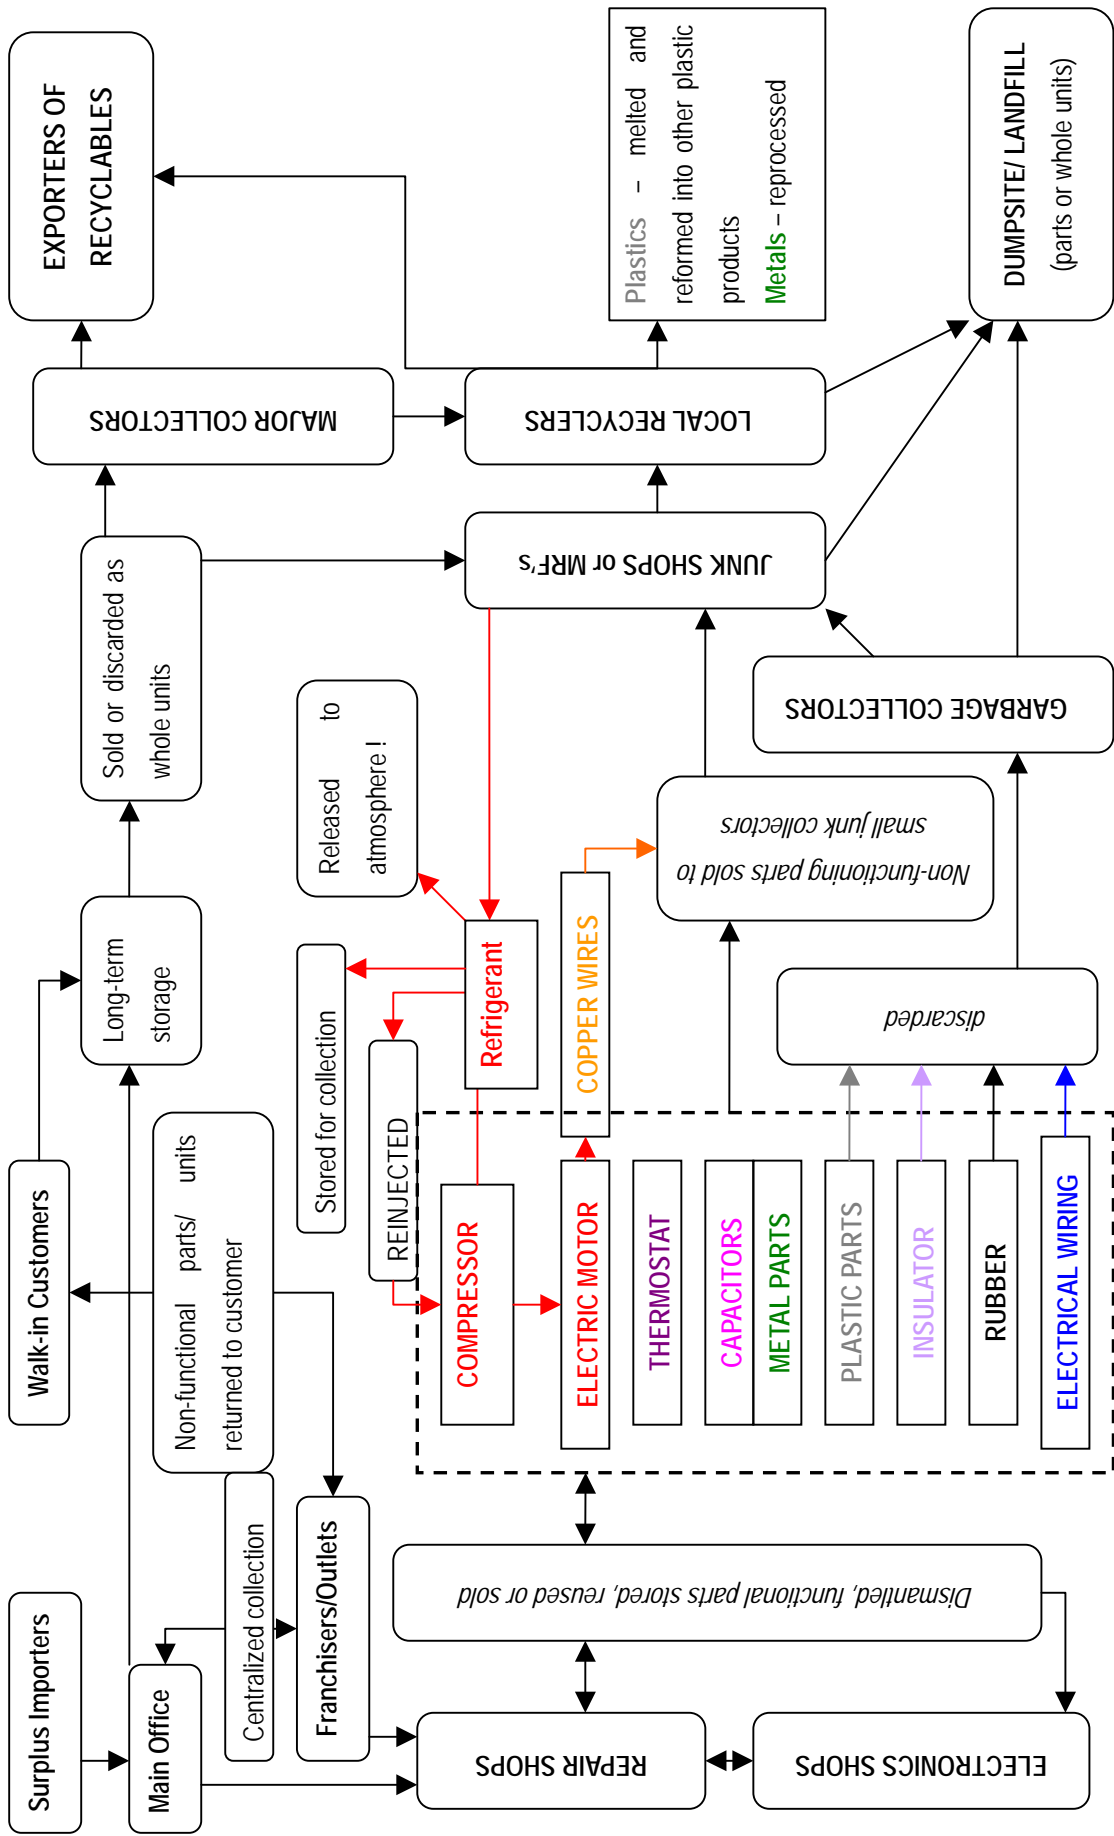 Surplus Importers
Main Office
Centralized collection
Franchisers/Outlets
Walk-in Customers
Non-functional parts/ units
returned to customer
Long-term
storage
Sold or discarded as
whole units
MAJOR COLLECTORS
EXPORTERS OF
RECYCLABLES
REPAIR SHOPS
ELECTRONICS SHOPS
Dismantled, functional parts stored, reused or sold
REINJECTED
Stored for collection
Released to
atmosphere !
Refrigerant
COMPRESSOR
ELECTRIC MOTOR
COPPER WIRES
THERMOSTAT
CAPACITORS
METAL PARTS
PLASTIC PARTS
INSULATOR
RUBBER
ELECTRICAL WIRING
Non-functioning parts sold to
small junk collectors
discarded
GARBAGE COLLECTORS
JUNK SHOPS or MRF's
LOCAL RECYCLERS
Plastics – melted and
reformed into other plastic
products
Metals – reprocessed
DUMPSITE/ LANDFILL
(parts or whole units)